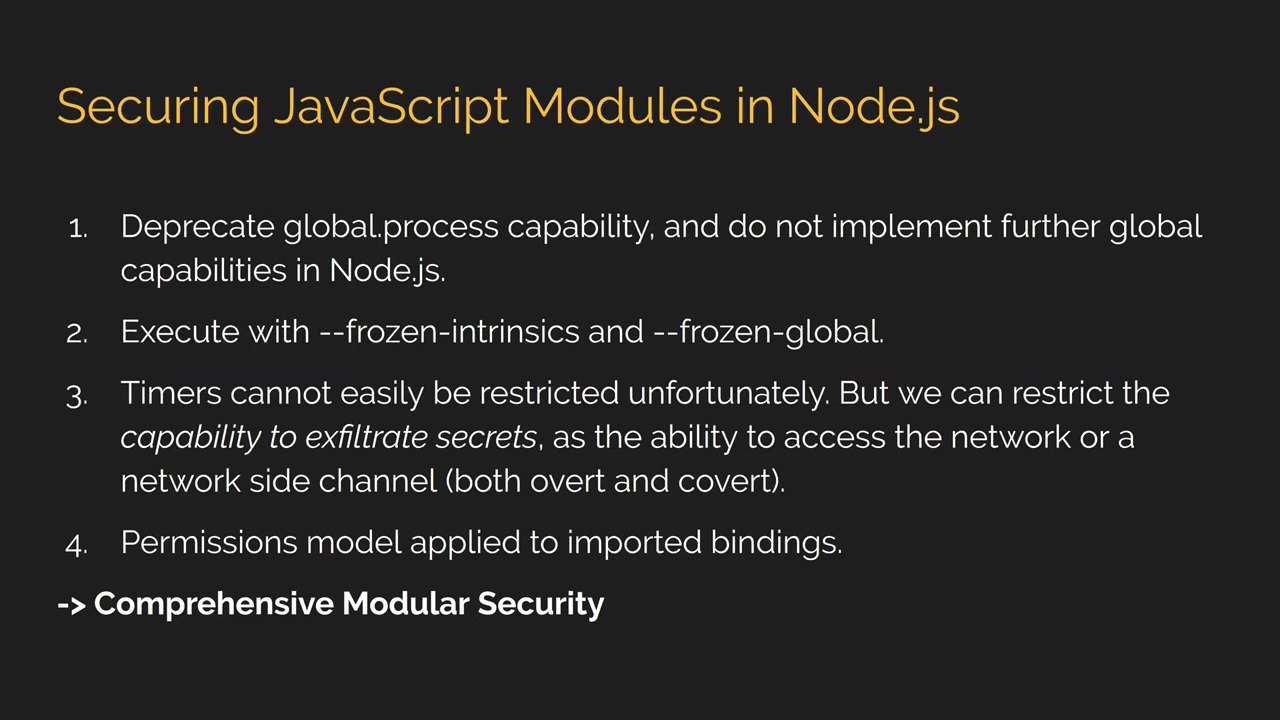 Securing JavaScript Modules in Node.js
1. Deprecate global.process capability, and do not implement further global
capabilities in Node.js.
2. Execute with --frozen-intrinsics and --frozen-global.
3. Timers cannot easily be restricted unfortunately. But we can restrict the
capability to exfiltrate secrets, as the ability to access the network or a
network side channel (both overt and covert).
4. Permissions model applied to imported bindings.
-> Comprehensive Modular Security